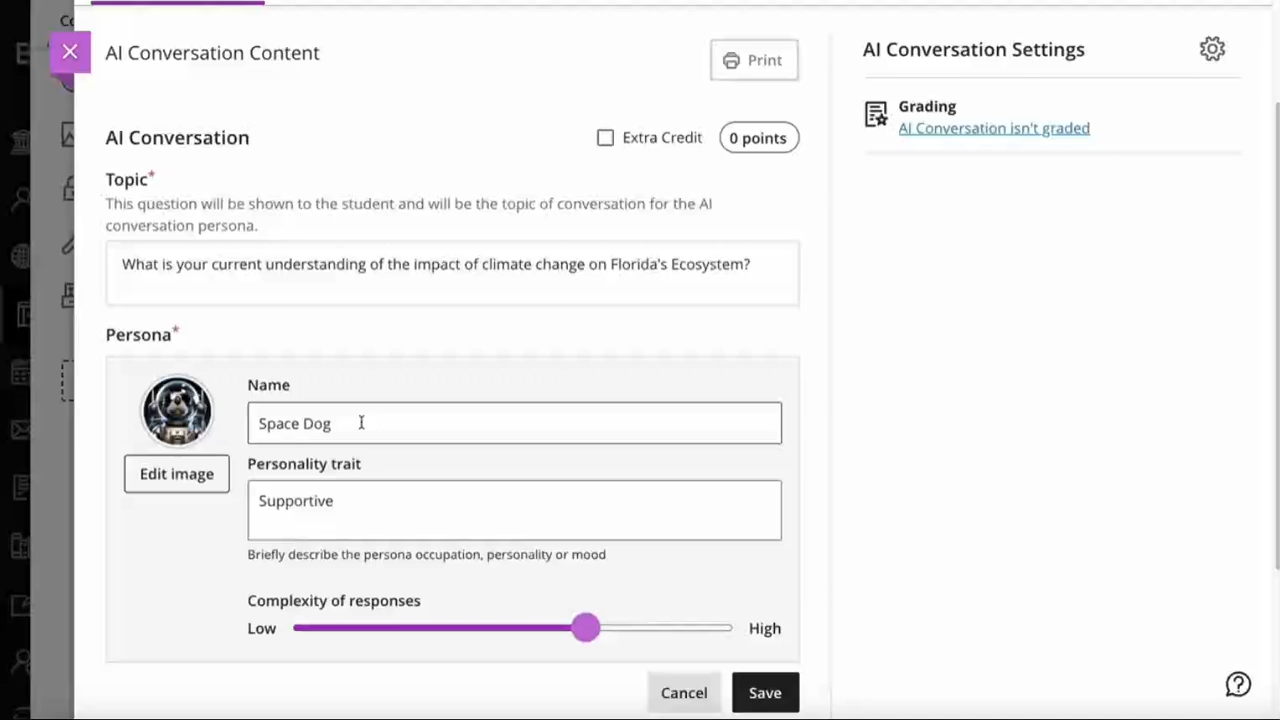 Co
AI Conversation Content
Print
AI Conversation
Extra Credit
0 points
Topic*
This question will be shown to the student and will be the topic of conversation for the AI
conversation persona.
What is your current understanding of the impact of climate change on Florida's Ecosystem?
Persona*
Name
Space Dog
Edit image
Personality trait
Supportive
Briefly describe the persona occupation, personality or mood
Complexity of responses
Low
High
Cancel
Save
AI Conversation Settings
Grading
AI Conversation isn't graded